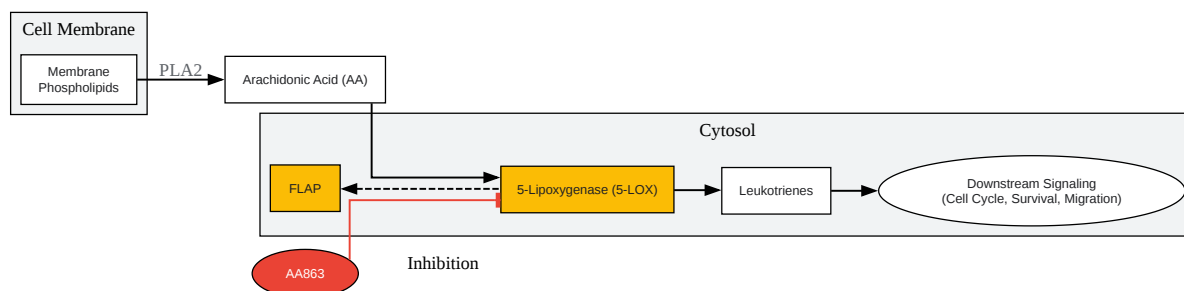 Cell Membrane
Membrane
Phospholipids
PLA2
Arachidonic Acid (AA)
Cytosol
FLAP
5-Lipoxygenase (5-LOX)
Leukotrienes
Downstream Signaling
(Cell Cycle, Survival, Migration)
AA863
Inhibition